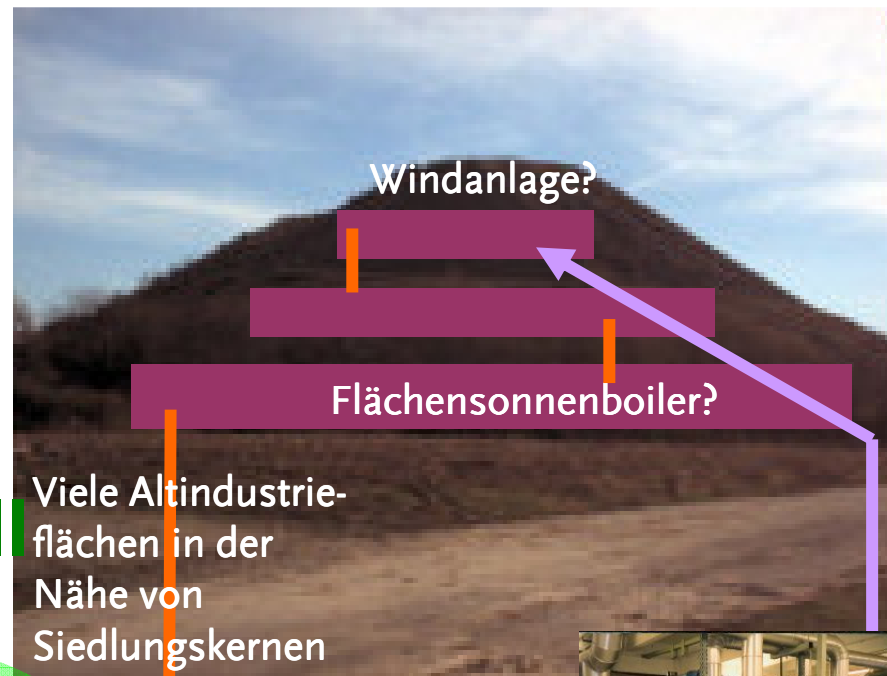 Windanlage?
Flächensonnenboiler?
Viele Altindustrie-
flächen in der
Nähe von
Siedlungskernen